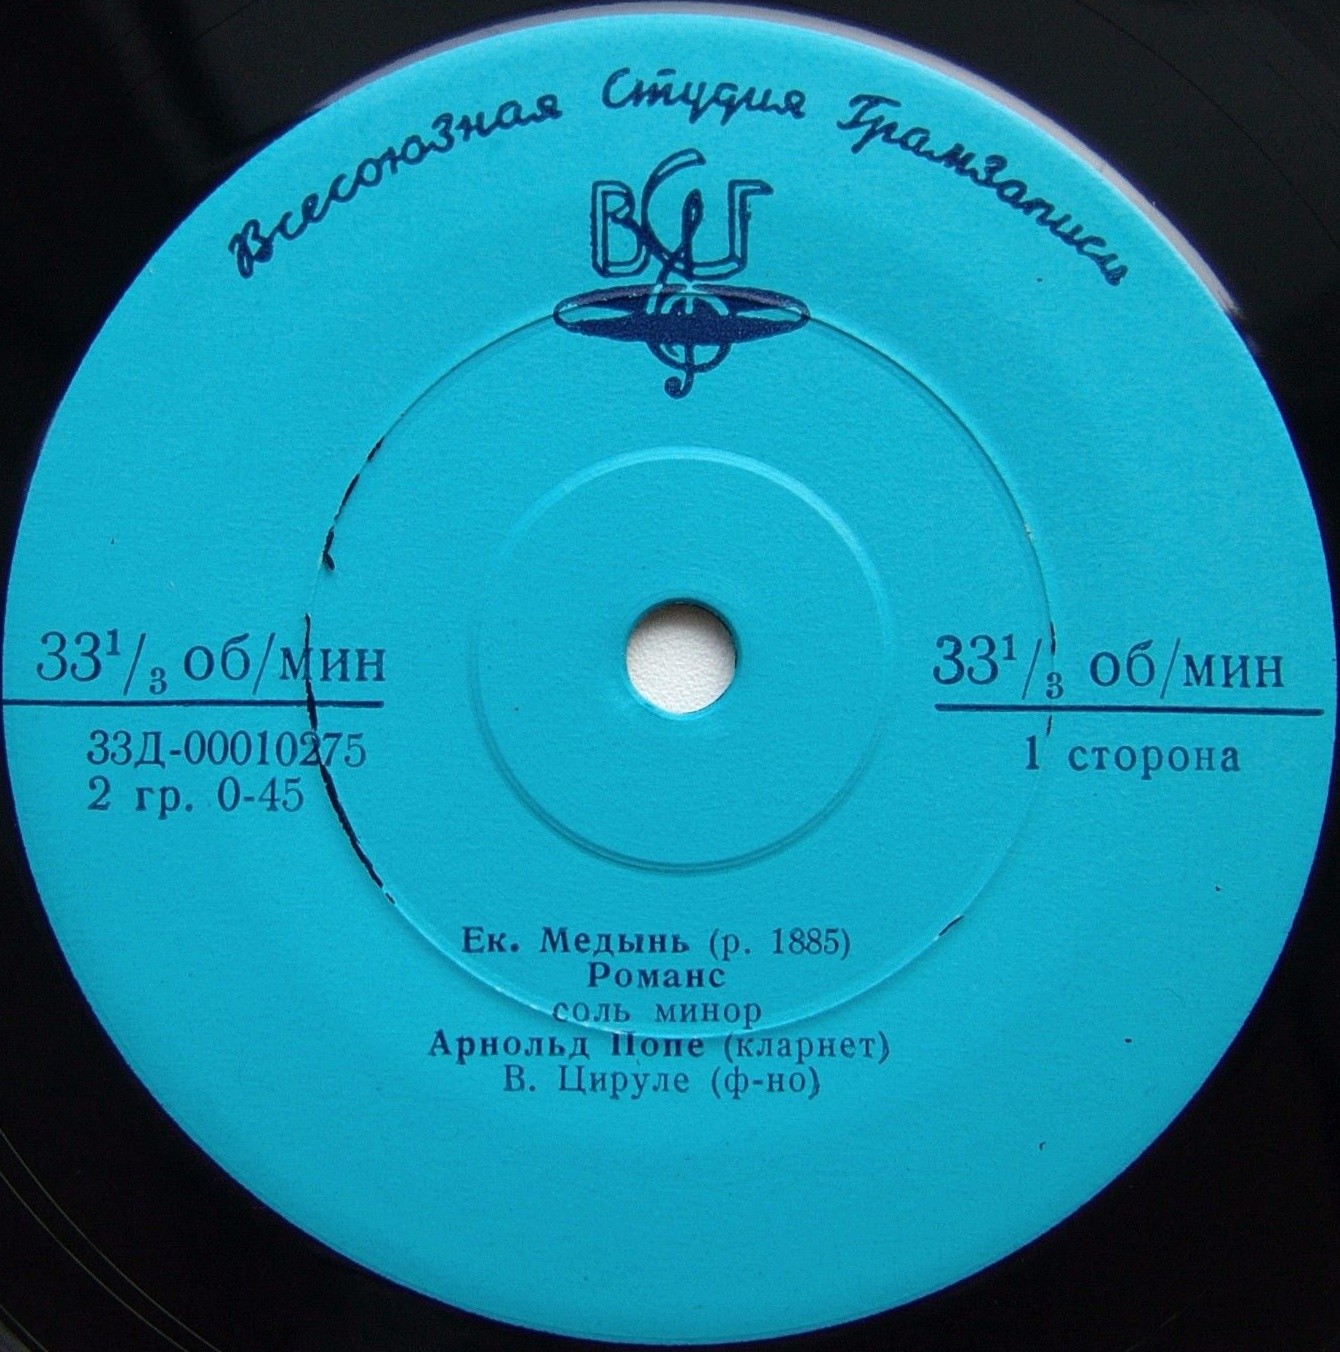 Всесоюзная Студия Грамзаписи
ВСГ
33¹/₃ об/мин
33¹/₃ об/мин
33Д-00010275
2 гр. 0-45
1 сторона
Ек. Медынь (р. 1885)
Романс
соль минор
Арнольд Попе (кларнет)
В. Цируле (ф-но)